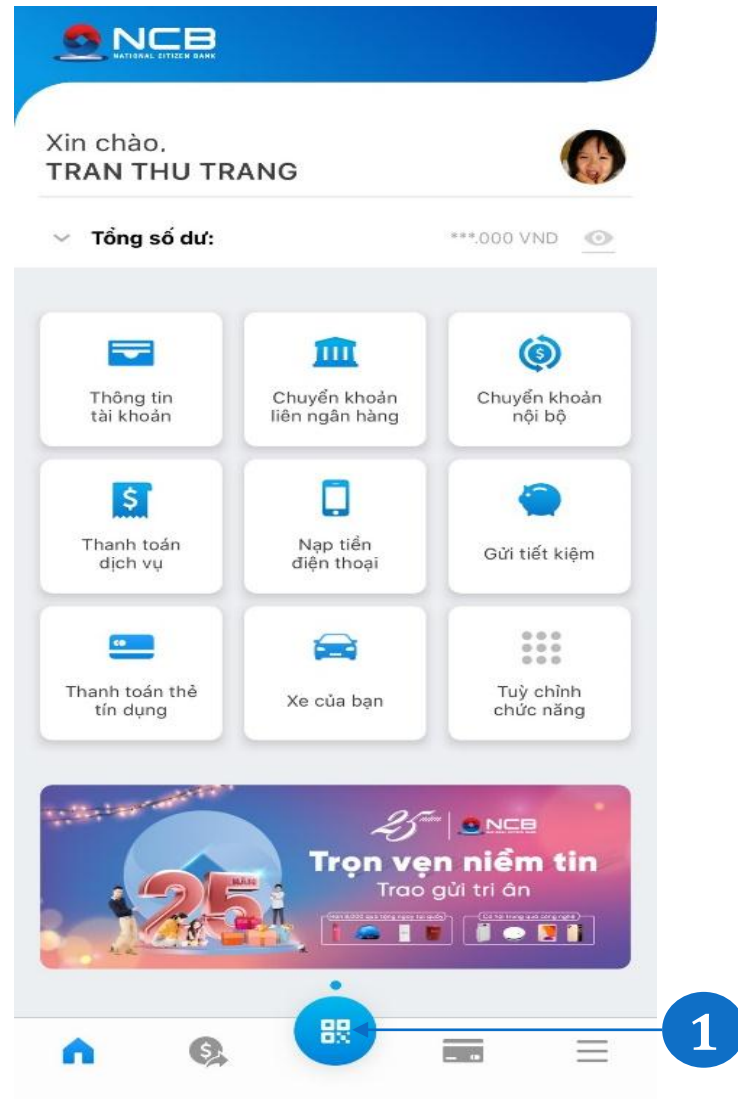 NCB
NATIONAL CITIZEN BANK
Xin chào,
TRAN THU TRANG
Tổng số dư:
***.000 VND
Thông tin
tài khoản
Chuyển khoản
liên ngân hàng
Chuyển khoản
nội bộ
Thanh toán
dịch vụ
Nạp tiền
điện thoại
Gửi tiết kiệm
Thanh toán thẻ
tín dụng
Xe của bạn
Tuỳ chỉnh
chức năng
25 năm
NCB
Trọn vẹn niềm tin
Trao gửi tri ân
25
NĂM
1